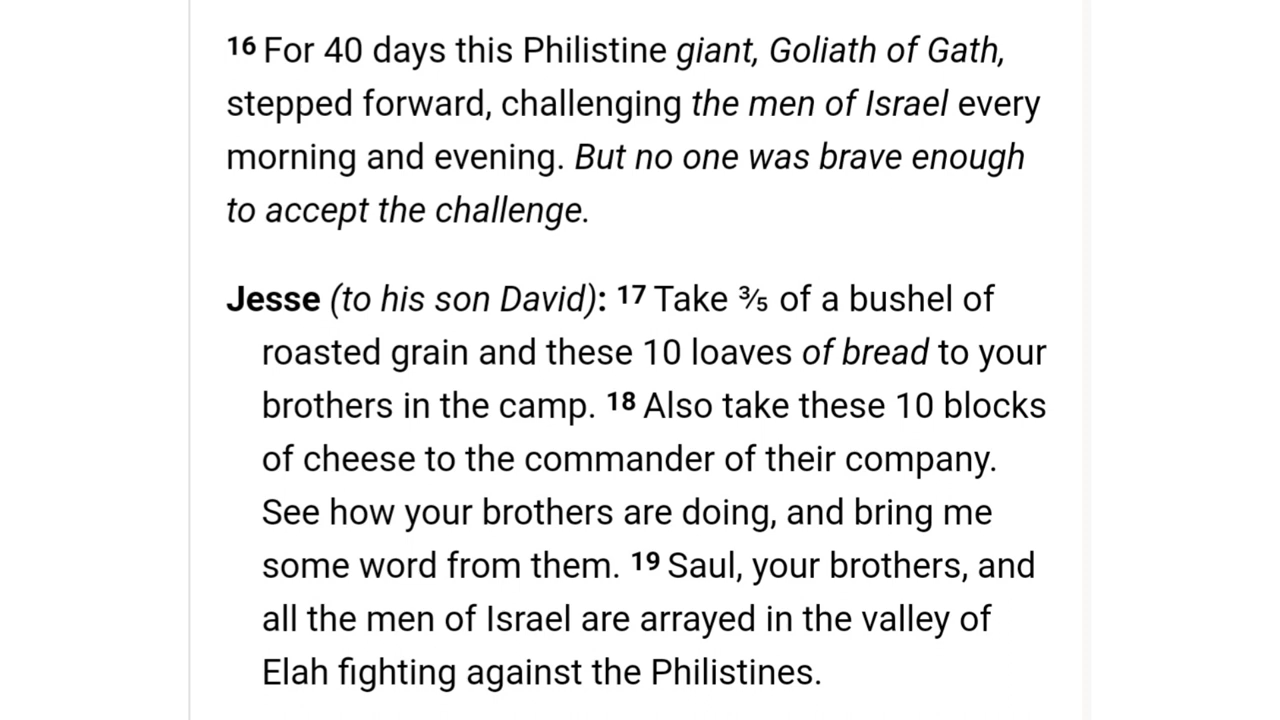 16 For 40 days this Philistine giant, Goliath of Gath,
stepped forward, challenging the men of Israel every
morning and evening. But no one was brave enough
to accept the challenge.
Jesse (to his son David): 17 Take ⅗ of a bushel of
roasted grain and these 10 loaves of bread to your
brothers in the camp. 18 Also take these 10 blocks
of cheese to the commander of their company.
See how your brothers are doing, and bring me
some word from them. 19 Saul, your brothers, and
all the men of Israel are arrayed in the valley of
Elah fighting against the Philistines.